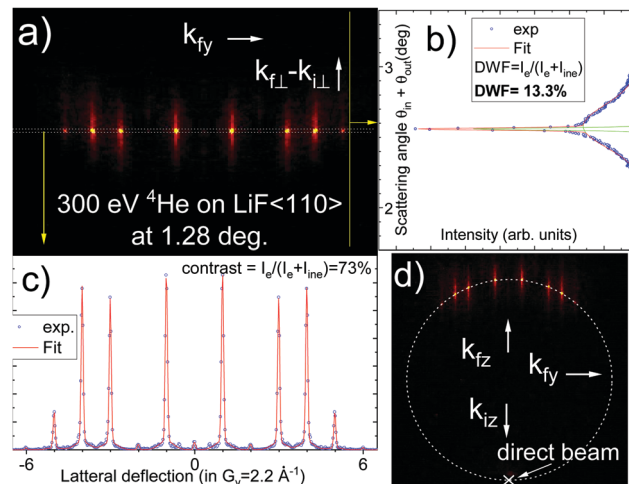 a)
k_fy
k_f⊥-k_i⊥
300 eV ⁴He on LiF<110>
at 1.28 deg.
b)
exp
Fit
DWF=I_e/(I_e+I_ine)
DWF= 13.3%
3
2
Scattering angle θ_in + θ_out(deg)
Intensity (arb. units)
c)
contrast = I_e/(I_e+I_ine)=73%
exp.
Fit
-6 -3 0 3 6
Latteral deflection (in G_y=2.2 Å⁻¹)
d)
k_fz
k_fy
k_iz
direct beam